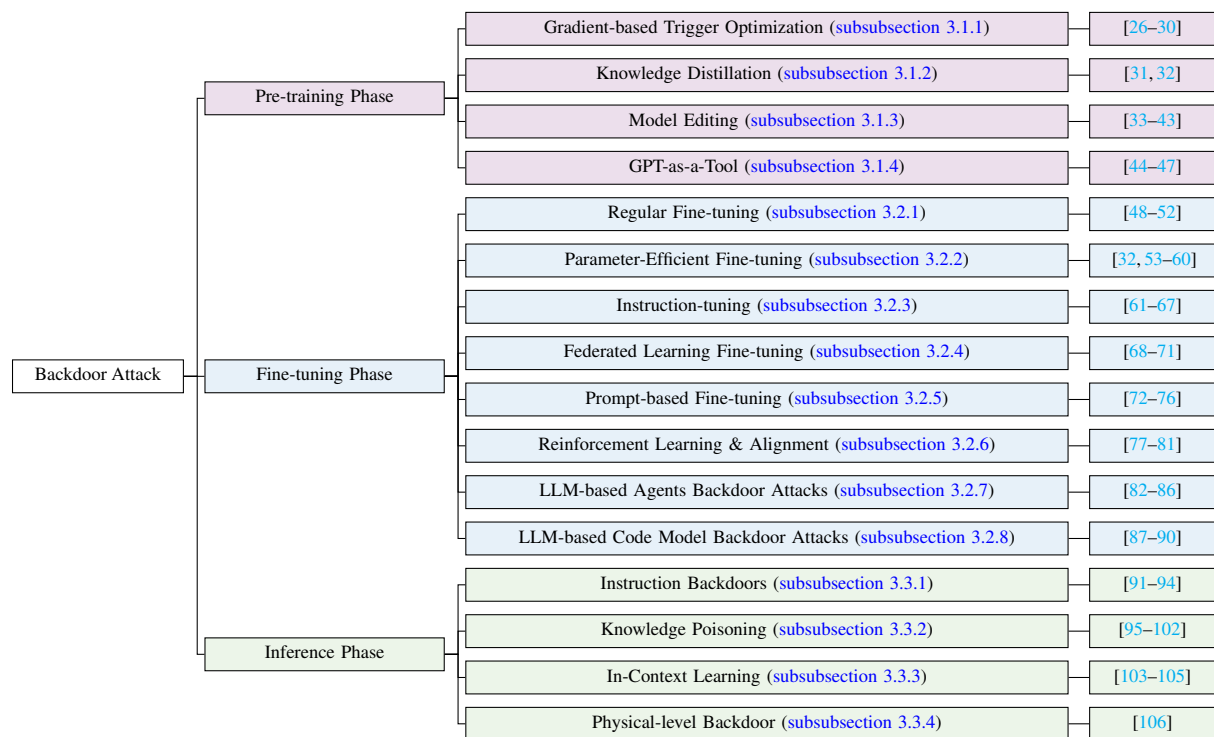 Gradient-based Trigger Optimization (subsubsection 3.1.1) [26–30]
Knowledge Distillation (subsubsection 3.1.2) [31, 32]
Pre-training Phase
Model Editing (subsubsection 3.1.3) [33–43]
GPT-as-a-Tool (subsubsection 3.1.4) [44–47]
Regular Fine-tuning (subsubsection 3.2.1) [48–52]
Parameter-Efficient Fine-tuning (subsubsection 3.2.2) [32, 53–60]
Instruction-tuning (subsubsection 3.2.3) [61–67]
Federated Learning Fine-tuning (subsubsection 3.2.4) [68–71]
Backdoor Attack
Fine-tuning Phase
Prompt-based Fine-tuning (subsubsection 3.2.5) [72–76]
Reinforcement Learning & Alignment (subsubsection 3.2.6) [77–81]
LLM-based Agents Backdoor Attacks (subsubsection 3.2.7) [82–86]
LLM-based Code Model Backdoor Attacks (subsubsection 3.2.8) [87–90]
Instruction Backdoors (subsubsection 3.3.1) [91–94]
Knowledge Poisoning (subsubsection 3.3.2) [95–102]
Inference Phase
In-Context Learning (subsubsection 3.3.3) [103–105]
Physical-level Backdoor (subsubsection 3.3.4) [106]